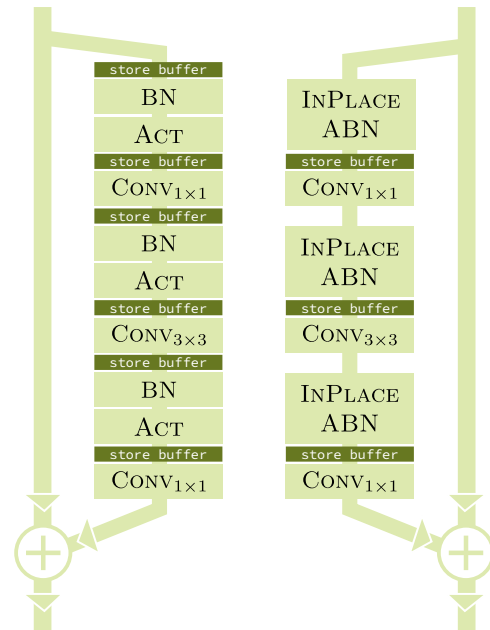 store buffer
BN
ACT
store buffer
CONV1×1
store buffer
BN
ACT
store buffer
CONV3×3
store buffer
BN
ACT
store buffer
CONV1×1
INPLACE
ABN
store buffer
CONV1×1
INPLACE
ABN
store buffer
CONV3×3
INPLACE
ABN
store buffer
CONV1×1